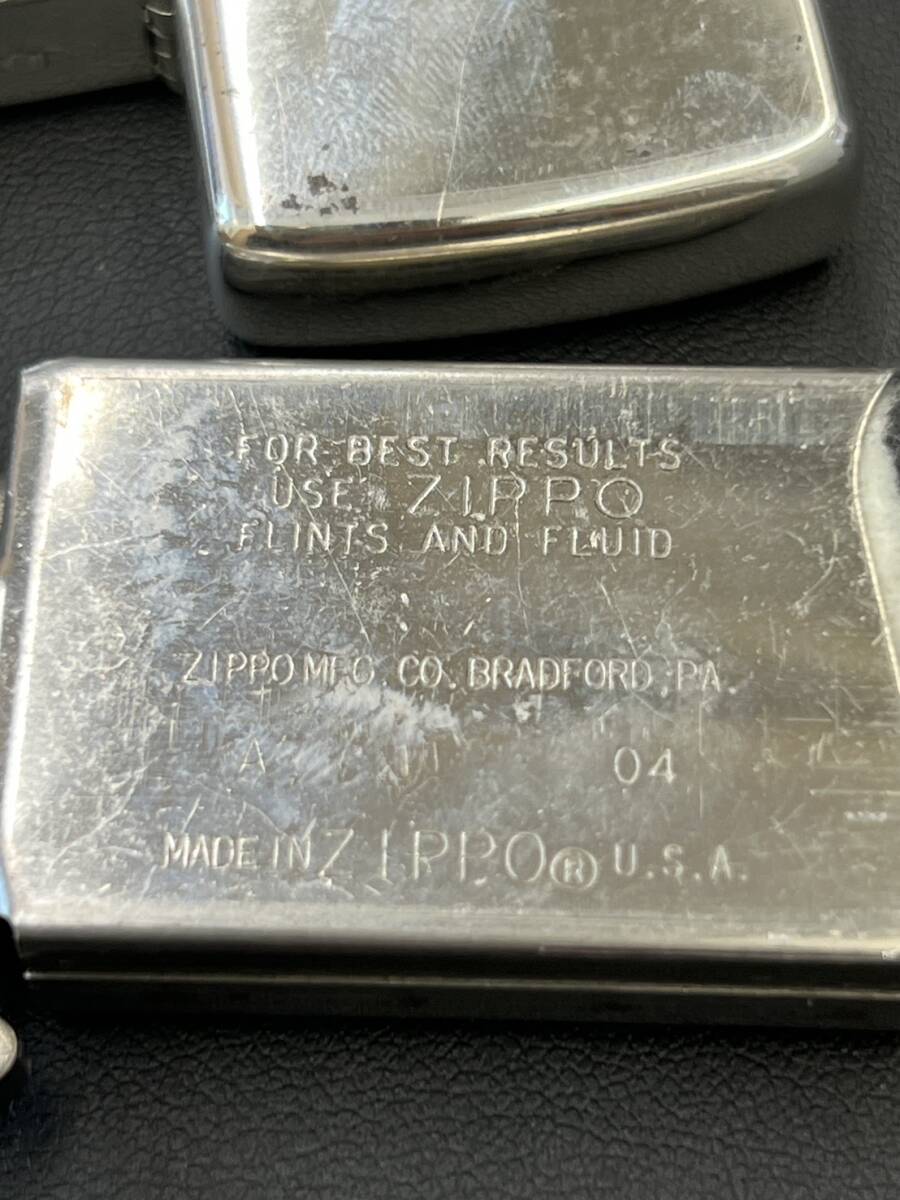 FOR BEST RESULTS
USE ZIPPO
FLINTS AND FLUID
ZIPPO MFG. CO. BRADFORD, PA.
A 04
MADE IN ZIPPO® U.S.A.